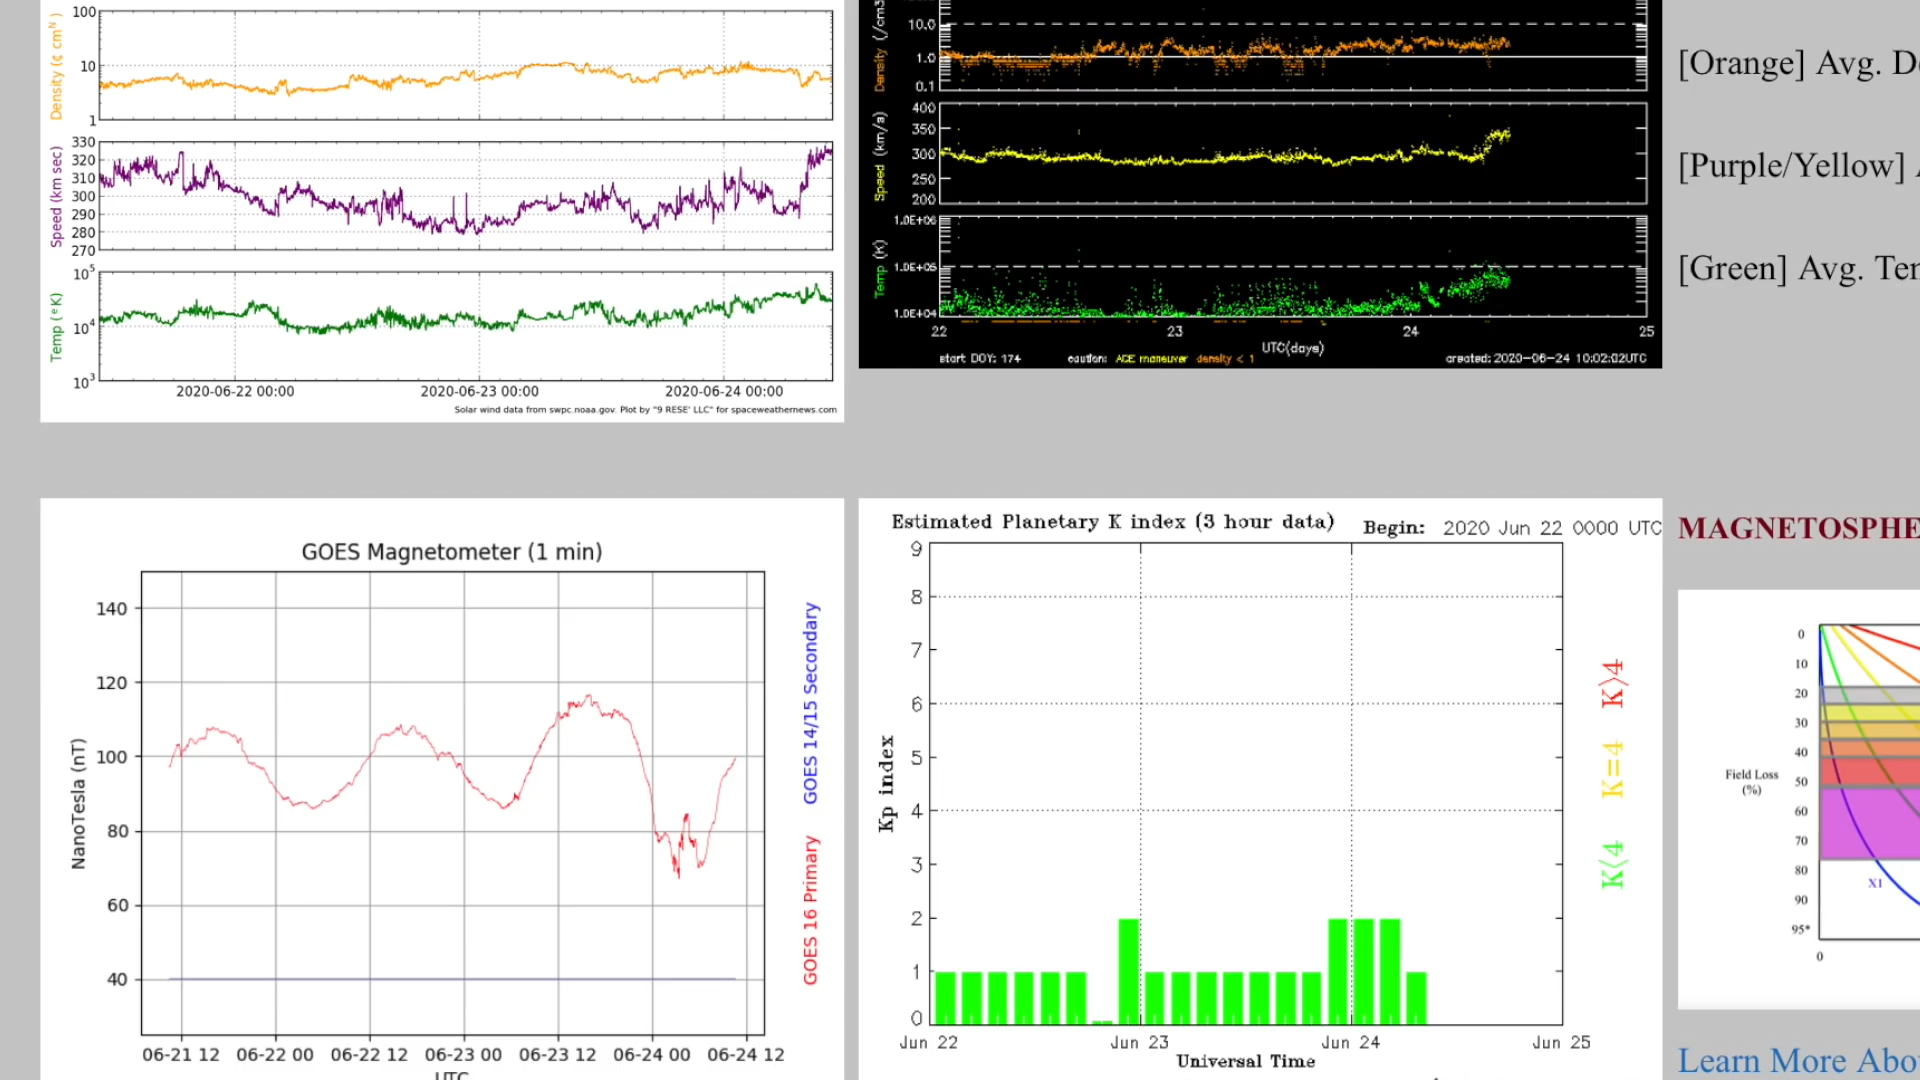 100
10
1
Density (¢ cmᴺ)
330
320
310
300
290
280
270
Speed (km sec)
10⁵
10⁴
10³
Temp (°K)
2020-06-22 00:00
2020-06-23 00:00
2020-06-24 00:00
Solar wind data from swpc.noaa.gov. Plot by "9 RESE' LLC" for spaceweathernews.com
10.0
1.0
0.1
Density (/cm3
400
350
300
250
200
Speed (km/s)
1.0E+06
1.0E+05
1.0E+04
Temp (K)
22
23
24
25
UTC(days)
start DOY: 174
caution: ACE maneuver density < 1
created: 2020-06-24 10:02:02UTC
[Orange] Avg. D
[Purple/Yellow]
[Green] Avg. Ter
GOES Magnetometer (1 min)
140
120
100
80
60
40
NanoTesla (nT)
GOES 14/15 Secondary
GOES 16 Primary
06-21 12
06-22 00
06-22 12
06-23 00
06-23 12
06-24 00
06-24 12
UTC
Estimated Planetary K index (3 hour data)
Begin: 2020 Jun 22 0000 UTC
9
8
7
6
5
4
3
2
1
0
Kp index
K>4
K=4
K<4
Jun 22
Jun 23
Jun 24
Jun 25
Universal Time
MAGNETOSPHE
0
10
20
30
40
50
60
70
80
90
95*
Field Loss
(%)
X1
0
Learn More Abo